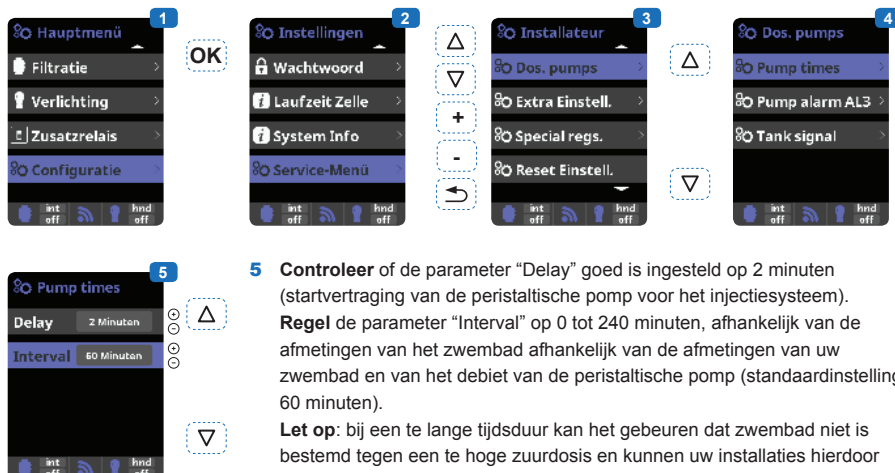 1
Hauptmenü
Filtratie
Verlichting
Zusatzrelais
Configuratie
int off
hnd off
OK
2
Instellingen
Wachtwoord
Laufzeit Zelle
System Info
Service-Menü
int off
hnd off
+
-
3
Installateur
Dos. pumps
Extra Einstell.
Special regs.
Reset Einstell.
int off
hnd off
4
Dos. pumps
Pump times
Pump alarm AL3
Tank signal
int off
hnd off
5
Pump times
Delay 2 Minuten
Interval 60 Minuten
int off
hnd off
5 Controleer of de parameter “Delay” goed is ingesteld op 2 minuten
(startvertraging van de peristaltische pomp voor het injectiesysteem).
Regel de parameter “Interval” op 0 tot 240 minuten, afhankelijk van de
afmetingen van het zwembad afhankelijk van de afmetingen van uw
zwembad en van het debiet van de peristaltische pomp (standaardinstelling
60 minuten).
Let op: bij een te lange tijdsduur kan het gebeuren dat zwembad niet is
bestemd tegen een te hoge zuurdosis en kunnen uw installaties hierdoor